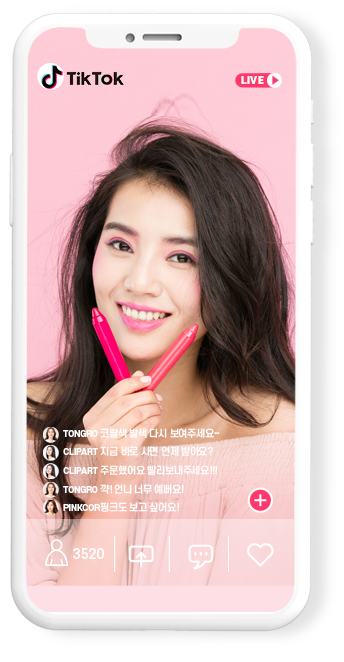 TikTok
LIVE
TONGRO 코랄색 발색 다시 보여주세요~
CLIPART 지금 바로 사면 언제 받아요?
CLIPART 주문했어요 빨리보내주세요!!!
TONGRO 꺅! 언니 너무 예뻐요!
PINKCOR핑크도 보고 싶어요!
3520